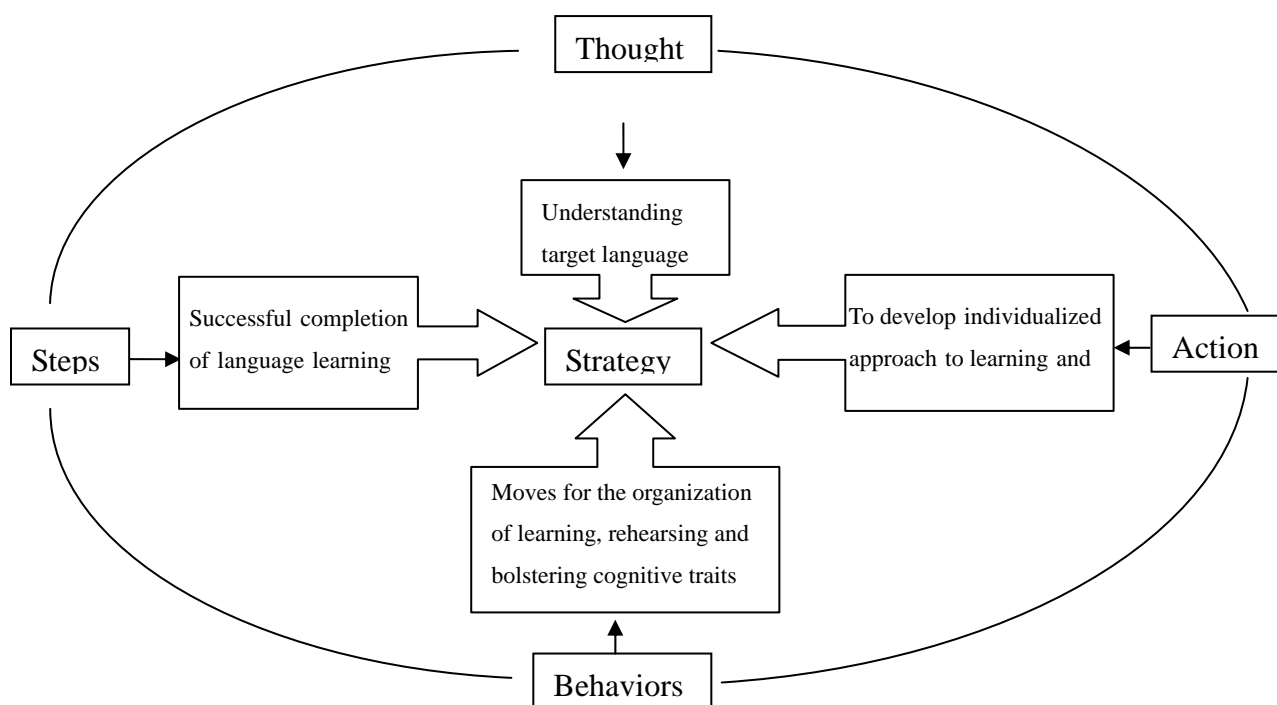 Thought
Understanding
target language
Successful completion
of language learning
To develop individualized
approach to learning and
Steps
Strategy
Action
Moves for the organization
of learning, rehearsing and
bolstering cognitive traits
Behaviors